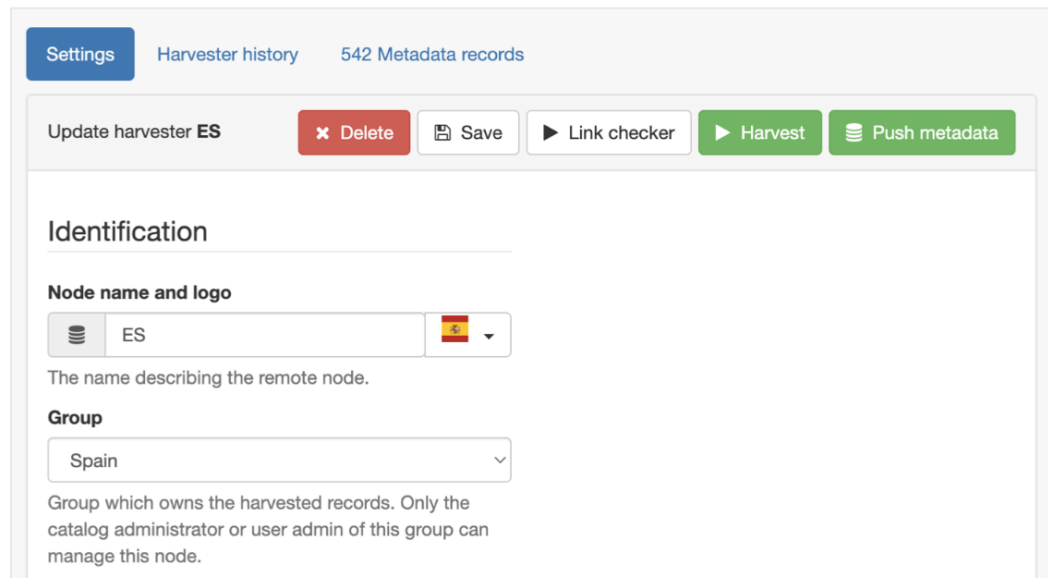 Settings Harvester history 542 Metadata records
Update harvester ES Delete Save Link checker Harvest Push metadata
Identification
Node name and logo
ES
The name describing the remote node.
Group
Spain
Group which owns the harvested records. Only the
catalog administrator or user admin of this group can
manage this node.